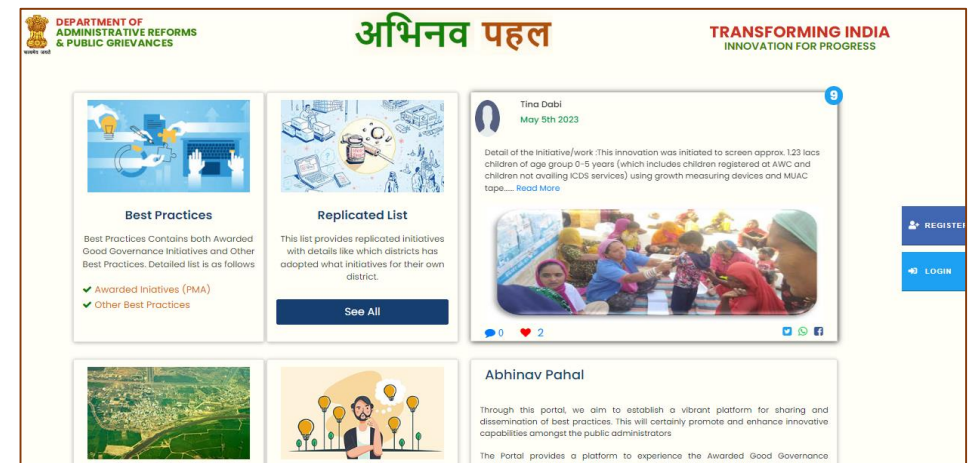 DEPARTMENT OF
ADMINISTRATIVE REFORMS
& PUBLIC GRIEVANCES
सत्यमेव जयते
अभिनव पहल
TRANSFORMING INDIA
INNOVATION FOR PROGRESS
Best Practices
Best Practices Contains both Awarded
Good Governance Initiatives and Other
Best Practices. Detailed list is as follows
Awarded Iniatives (PMA)
Other Best Practices
Replicated List
This list provides replicated initiatives
with details like which districts has
adopted what initiatives for their own
district.
See All
9
Tina Dabi
May 5th 2023
Detail of the Initiative/work :This innovation was initiated to screen approx. 1.23 lacs
children of age group 0-5 years (which includes children registered at AWC and
children not availing ICDS services) using growth measuring devices and MUAC
tape...... Read More
0
2
REGISTER
LOGIN
Abhinav Pahal
Through this portal, we aim to establish a vibrant platform for sharing and
dissemination of best practices. This will certainly promote and enhance innovative
capabilities amongst the public administrators
The Portal provides a platform to experience the Awarded Good Governance